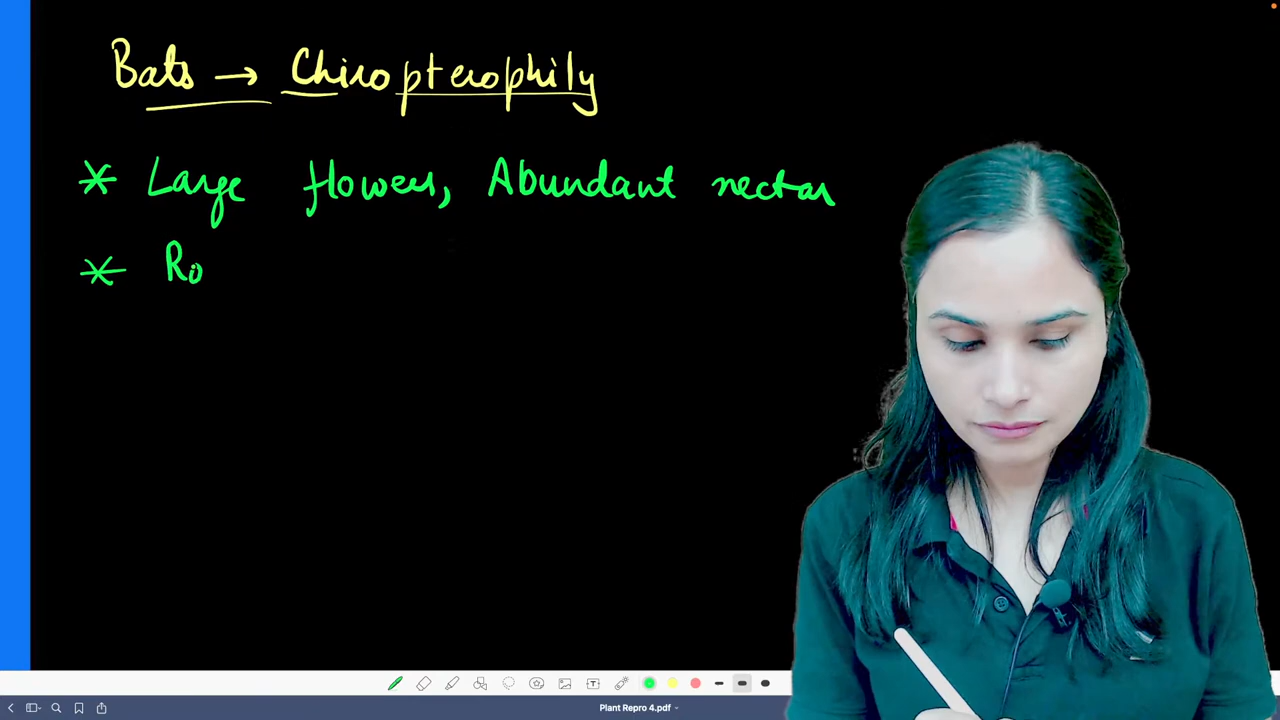 Bats → Chiropterophily
* Large flowers, Abundant nectar
* Ro
Plant Repro 4.pdf